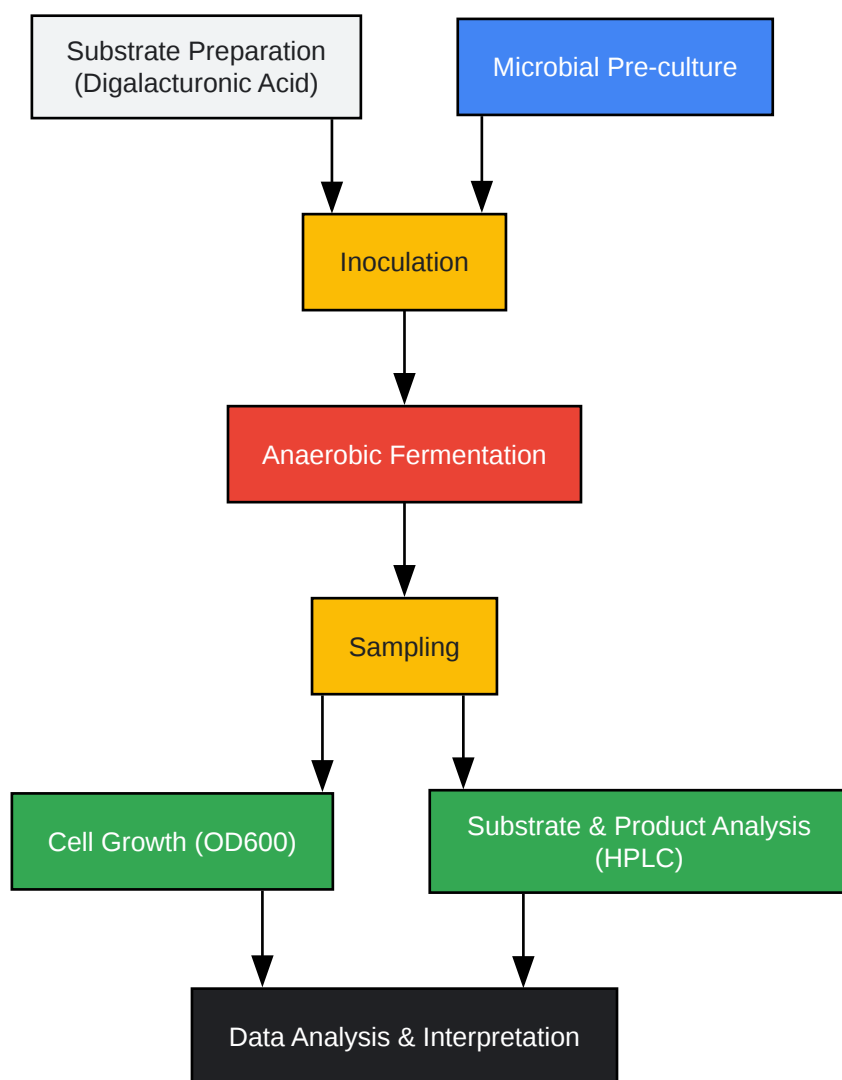 Substrate Preparation
(Digalacturonic Acid)
Microbial Pre-culture
Inoculation
Anaerobic Fermentation
Sampling
Cell Growth (OD600)
Substrate & Product Analysis
(HPLC)
Data Analysis & Interpretation